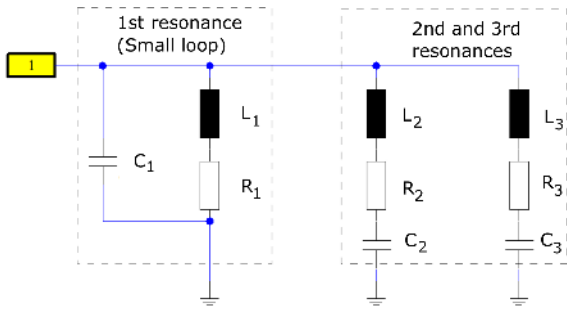 1st resonance
(Small loop)
2nd and 3rd
resonances
1
L1
L2
L3
C1
R1
R2
R3
C2
C3